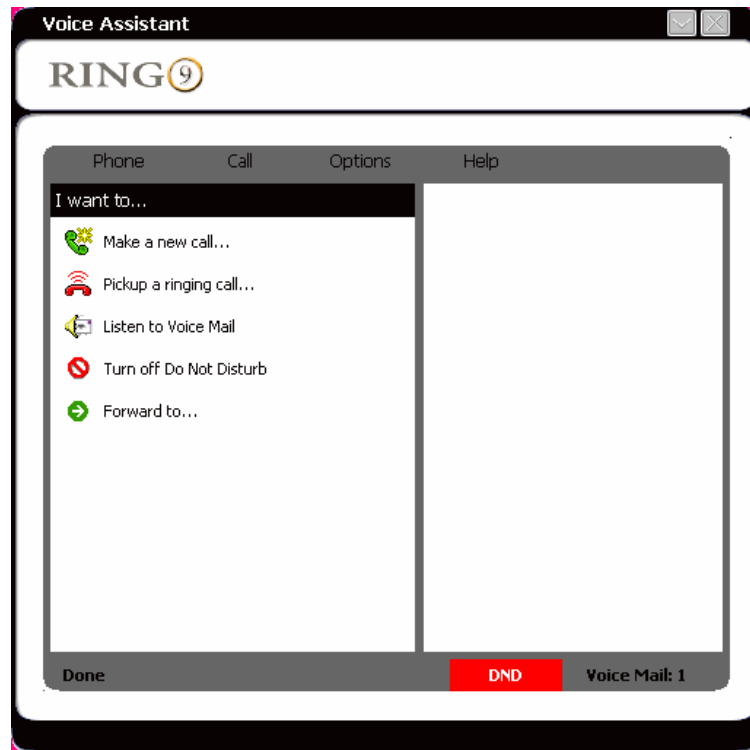 Voice Assistant
RING9
Phone Call Options Help
I want to...
Make a new call...
Pickup a ringing call...
Listen to Voice Mail
Turn off Do Not Disturb
Forward to...
Done DND Voice Mail: 1